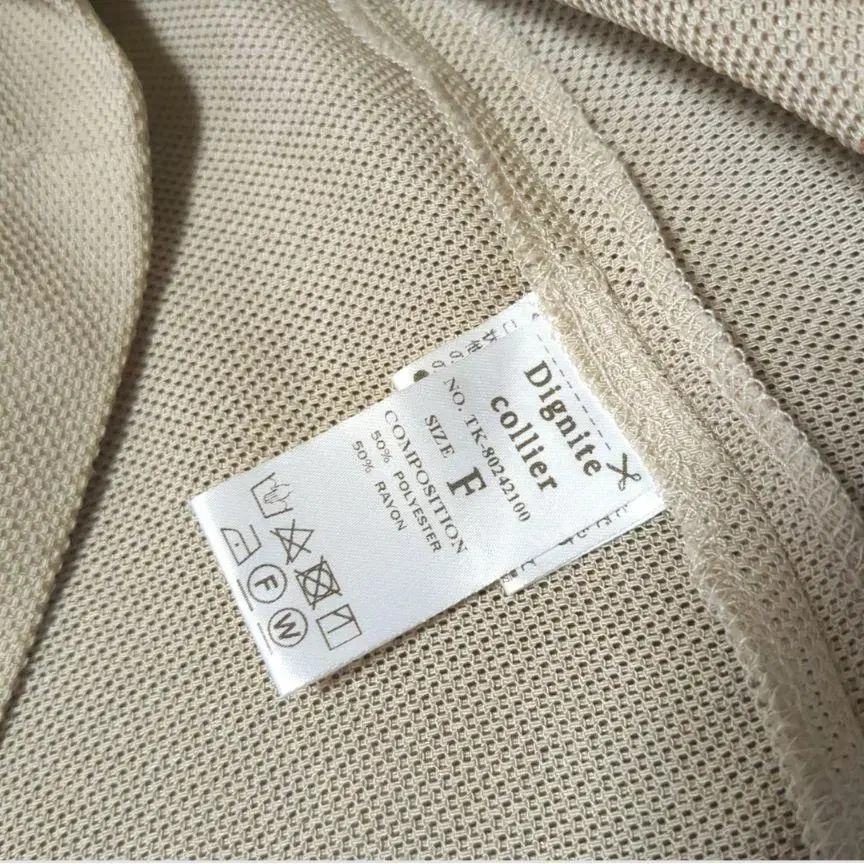 Dignite
collier
NO. TK-80242100
SIZE
F
COMPOSITION
50% POLYESTER
50% RAYON
F
W